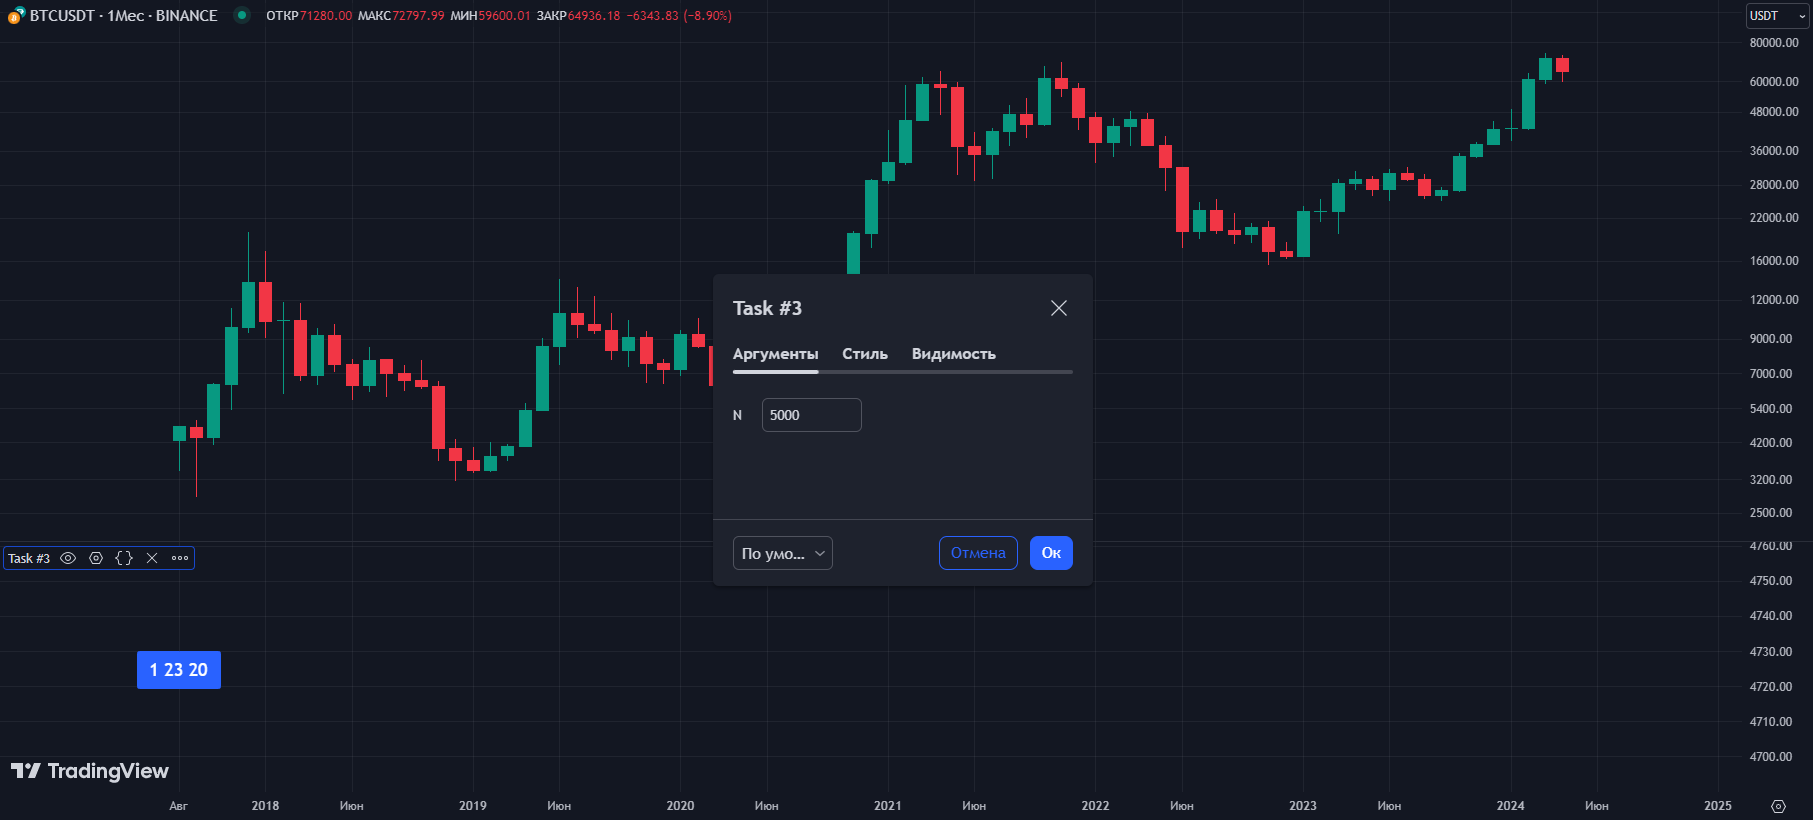 BTCUSDT · 1Мес · BINANCE ОТКР71280.00 МАКС72797.99 МИН59600.01 ЗАКР64936.18 −6343.83 (−8.90%)
USDT
80000.00
60000.00
48000.00
36000.00
28000.00
22000.00
16000.00
12000.00
9000.00
7000.00
5400.00
4200.00
3200.00
2500.00
Task #3
Аргументы Стиль Видимость
N 5000
По умо... Отмена Ок
Task #3
4760.00
4750.00
4740.00
4730.00
4720.00
4710.00
4700.00
1 23 20
TradingView
Авг 2018 Июн 2019 Июн 2020 Июн 2021 Июн 2022 Июн 2023 Июн 2024 Июн 2025